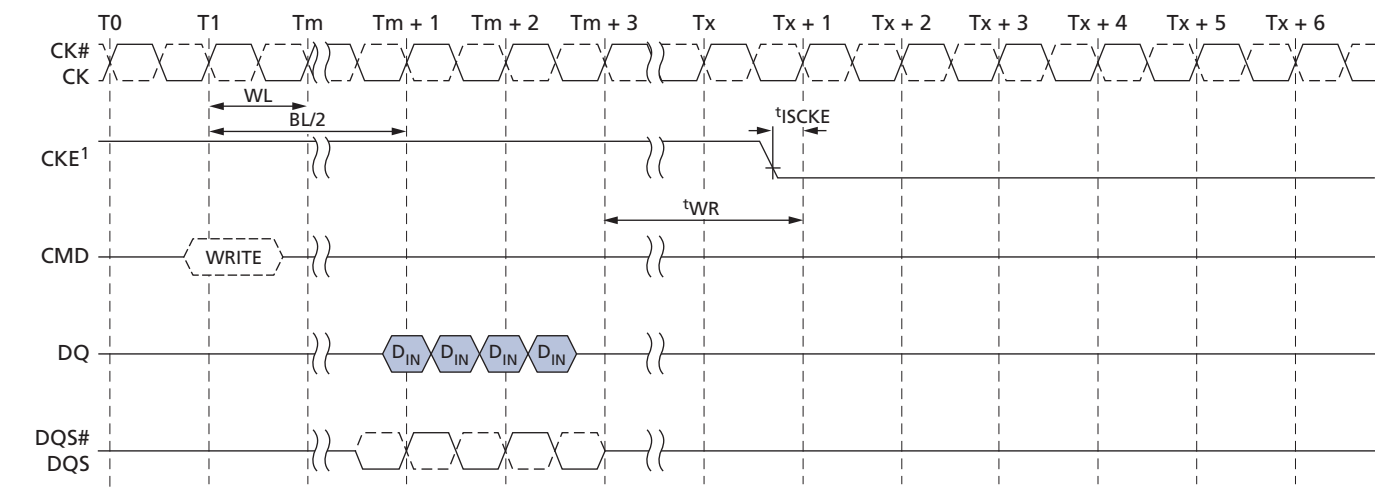 T0 T1 Tm Tm + 1 Tm + 2 Tm + 3 Tx Tx + 1 Tx + 2 Tx + 3 Tx + 4 Tx + 5 Tx + 6
CK#
CK
WL
BL/2
tISCKE
CKE1
tWR
CMD WRITE
DQ DIN DIN DIN DIN
DQS#
DQS